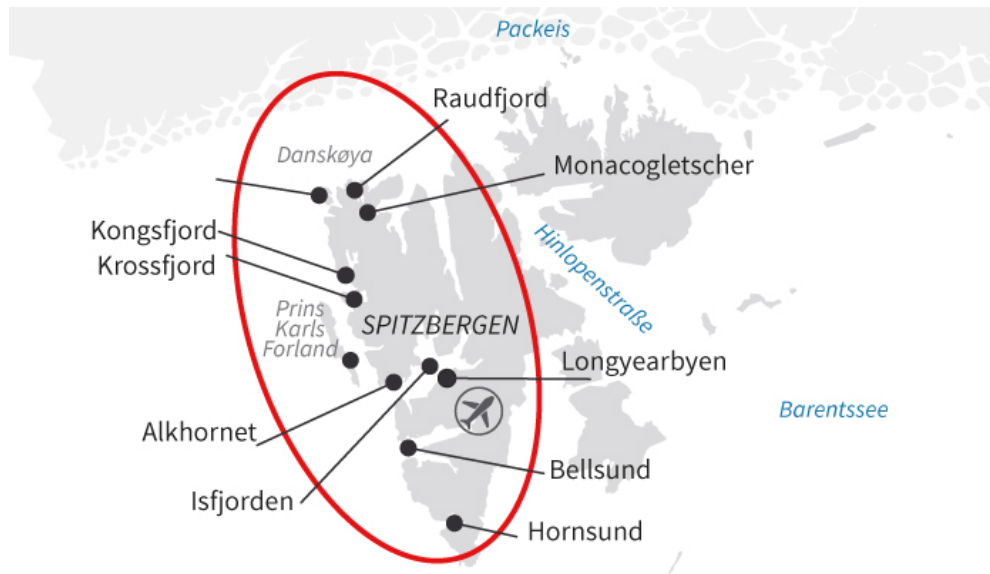 Packeis
Raudfjord
Danskøya
Monacogletscher
Kongsfjord
Krossfjord
Hinlopenstraße
Prins
Karls
Forland
SPITZBERGEN
Longyearbyen
Barentssee
Alkhornet
Bellsund
Isfjorden
Hornsund